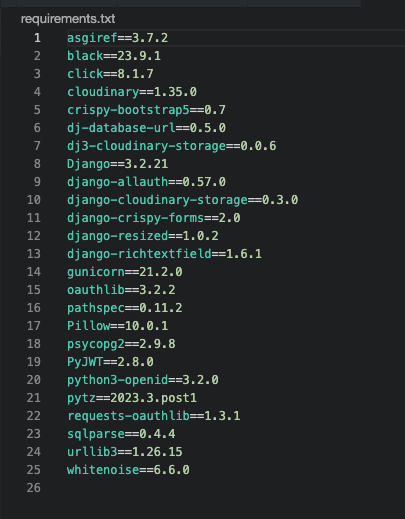 requirements.txt
1 asgiref==3.7.2
2 black==23.9.1
3 click==8.1.7
4 cloudinary==1.35.0
5 crispy-bootstrap5==0.7
6 dj-database-url==0.5.0
7 dj3-cloudinary-storage==0.0.6
8 Django==3.2.21
9 django-allauth==0.57.0
10 django-cloudinary-storage==0.3.0
11 django-crispy-forms==2.0
12 django-resized==1.0.2
13 django-richtextfield==1.6.1
14 gunicorn==21.2.0
15 oauthlib==3.2.2
16 pathspec==0.11.2
17 Pillow==10.0.1
18 psycopg2==2.9.8
19 PyJWT==2.8.0
20 python3-openid==3.2.0
21 pytz==2023.3.post1
22 requests-oauthlib==1.3.1
23 sqlparse==0.4.4
24 urllib3==1.26.15
25 whitenoise==6.6.0
26